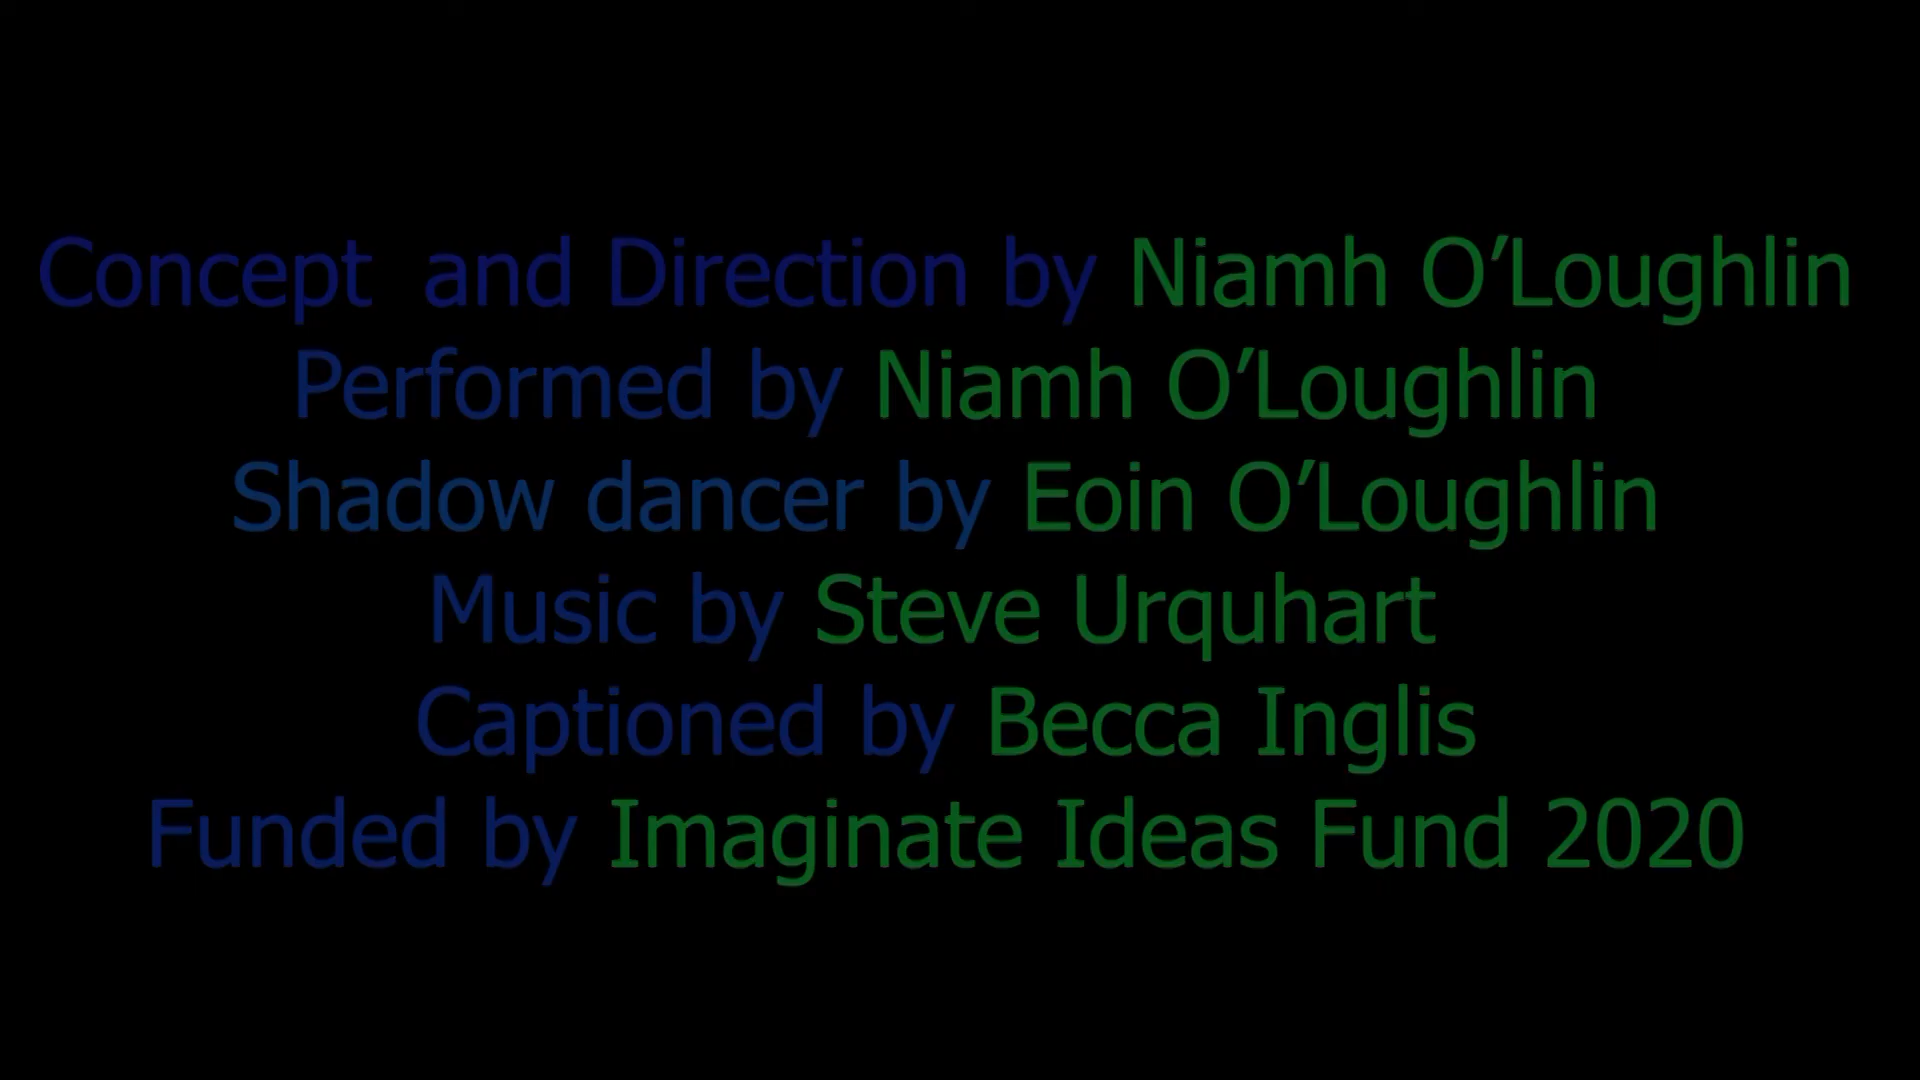 Concept  and Direction by Niamh O’Loughlin
Performed by Niamh O’Loughlin
Shadow dancer by Eoin O’Loughlin
Music by Steve Urquhart
Captioned by Becca Inglis
Funded by Imaginate Ideas Fund 2020